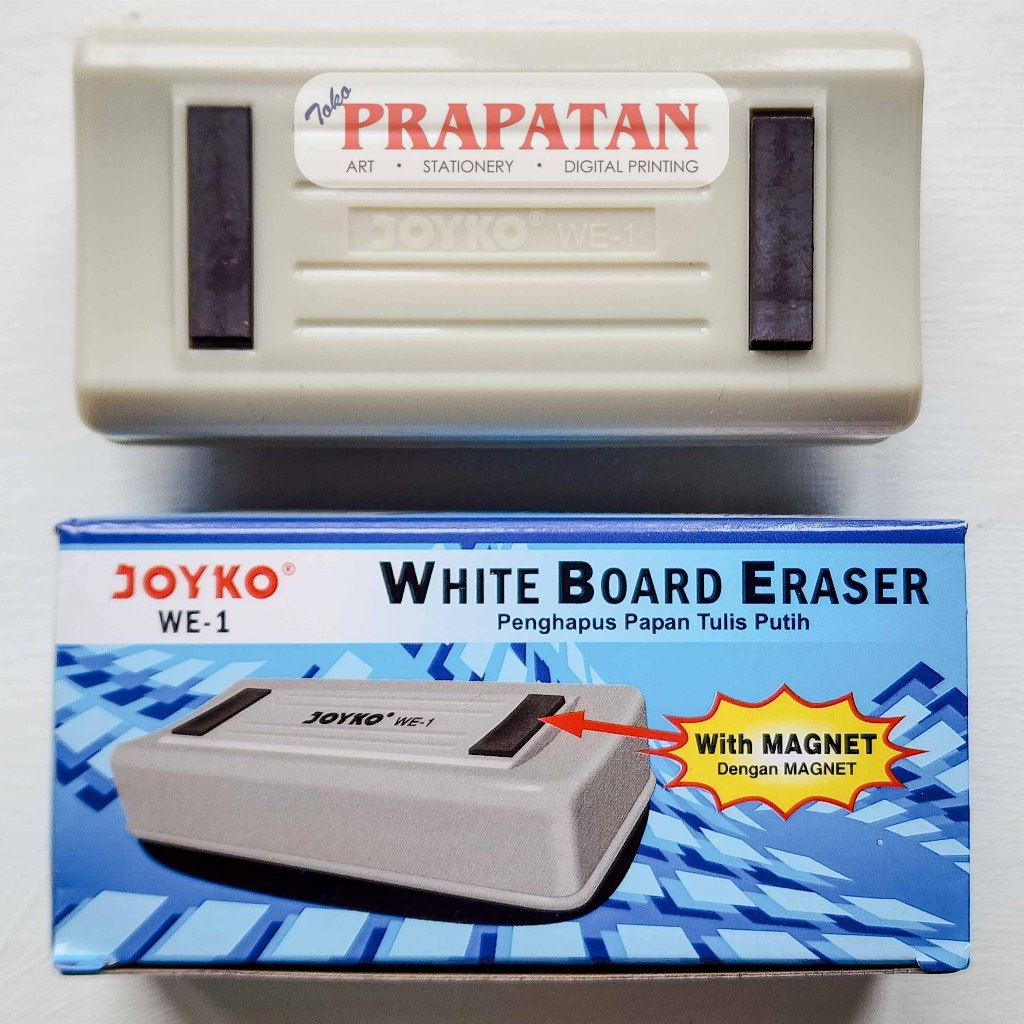 Toko
PRAPATAN
ART • STATIONERY • DIGITAL PRINTING
JOYKO® WE-1
JOYKO®
WE-1
WHITE BOARD ERASER
Penghapus Papan Tulis Putih
JOYKO® WE-1
With MAGNET
Dengan MAGNET